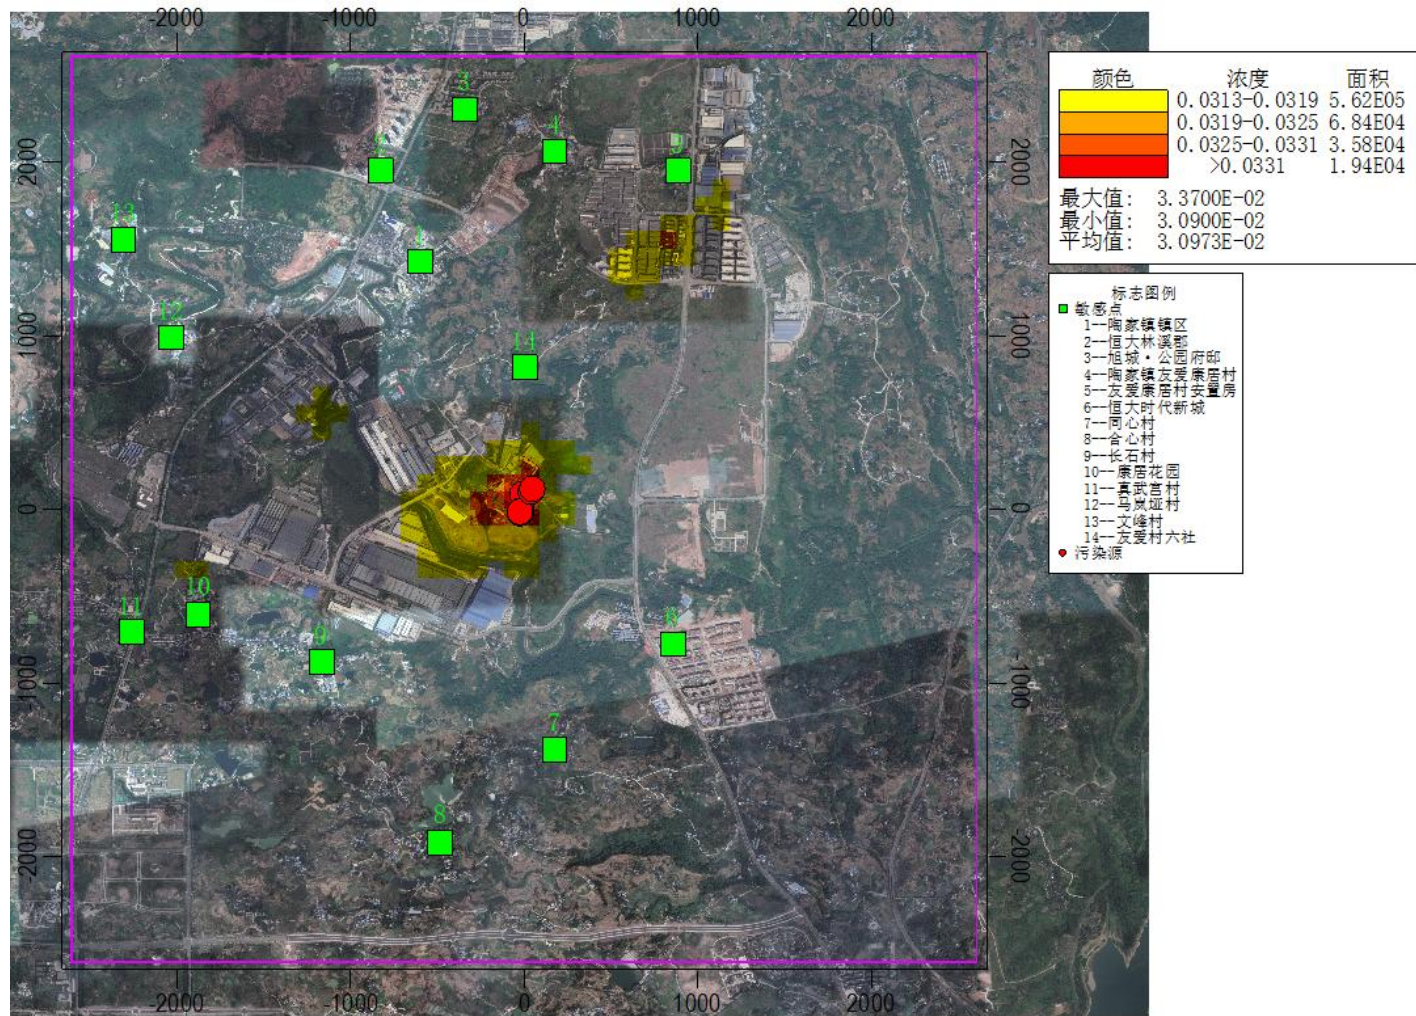 -2000 -1000 0 1000 2000
3
4
2
5
2000
2000
13
1
12
1000
1000
14
0
0
10
11
9
6
-1000
-1000
7
8
-2000
-2000
-2000 -1000 0 1000 2000
颜色 浓度 面积
0.0313-0.0319 5.62E05
0.0319-0.0325 6.84E04
0.0325-0.0331 3.58E04
>0.0331 1.94E04
最大值: 3.3700E-02
最小值: 3.0900E-02
平均值: 3.0973E-02
标志图例
敏感点
1--陶家镇镇区
2--恒大林溪郡
3--旭城·公园府邸
4--陶家镇友爱康居村
5--友爱康居村安置房
6--恒大时代新城
7--同心村
8--合心村
9--长石村
10--康居花园
11--真武宫村
12--马岚垭村
13--文峰村
14--友爱村六社
污染源